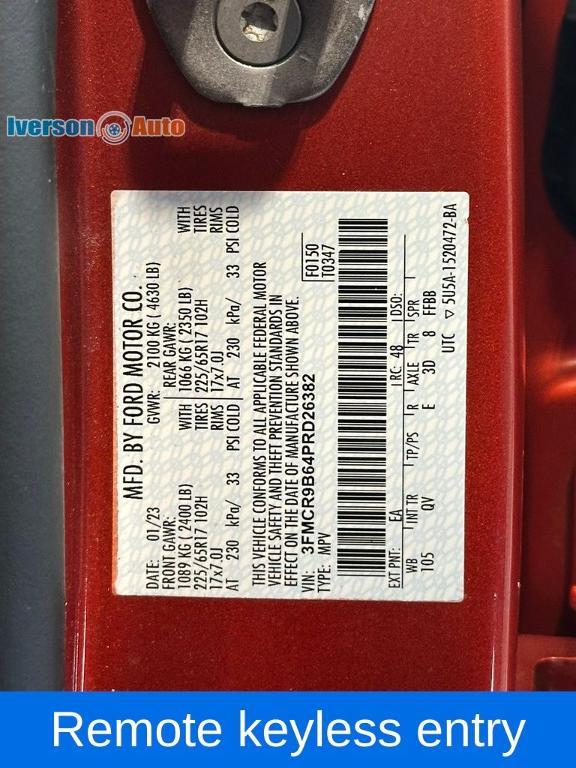 Iverson Auto
MFD. BY FORD MOTOR CO.
DATE: 01/23 GVWR: 2100 KG ( 4630 LB)
FRONT GAWR: REAR GAWR: WITH
1089 KG ( 2400 LB) 1066 KG ( 2350 LB) TIRES
225/65R17 102H 225/65R17 102H RIMS
17x7.0J 17x7.0J
AT 230 kPa/ 33 PSI COLD AT 230 kPa/ 33 PSI COLD
THIS VEHICLE CONFORMS TO ALL APPLICABLE FEDERAL MOTOR
VEHICLE SAFETY AND THEFT PREVENTION STANDARDS IN
EFFECT ON THE DATE OF MANUFACTURE SHOWN ABOVE.
F0150
T0347
VIN: 3FMCR9B64PRD26382
TYPE: MPV
EXT PNT: EA RC: 48 DSO:
WB INT TR TP/PS R AXLE TR SPR
105 QV E 3D 8 FFBB
UTC ▽ 5U5A-1520472-BA
Remote keyless entry